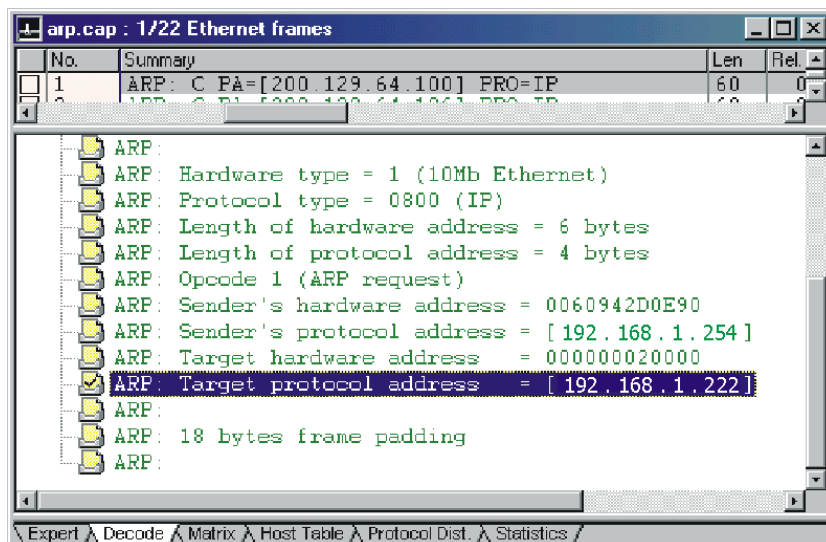 arp.cap : 1/22 Ethernet frames
No. Summary Len Rel.
1 ARP: C PA=[200.129.64.100] PRO=IP 60 0
ARP:
ARP: Hardware type = 1 (10Mb Ethernet)
ARP: Protocol type = 0800 (IP)
ARP: Length of hardware address = 6 bytes
ARP: Length of protocol address = 4 bytes
ARP: Opcode 1 (ARP request)
ARP: Sender's hardware address = 0060942D0E90
ARP: Sender's protocol address = [192.168.1.254]
ARP: Target hardware address = 000000020000
ARP: Target protocol address = [192.168.1.222]
ARP:
ARP: 18 bytes frame padding
ARP:
Expert Decode Matrix Host Table Protocol Dist. Statistics